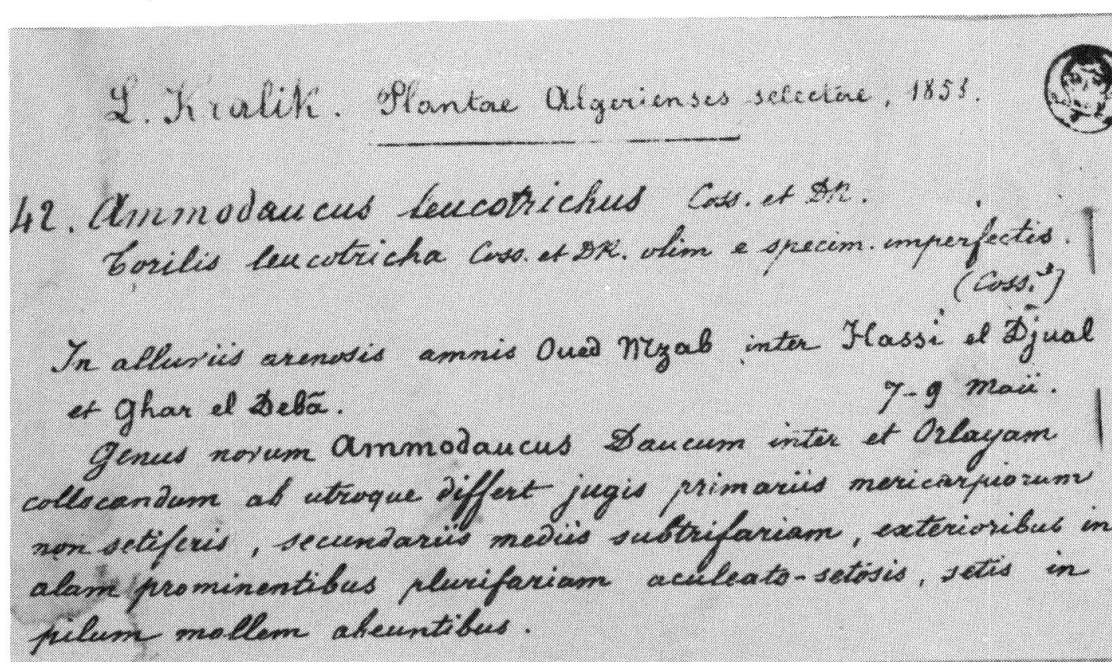 L. Kralik. Plantae Algerienses selectae, 1858.
42. Ammodaucus leucotrichus Coss. et DR.
Torilis leucotricha Coss. et DR. olim e specim. imperfectis.
(Coss.!)
In alluviis arenosis amnis Oued Mzab inter Hassi el Djual
et Ghar el Debā. 7-9 Maii.
Genus novum Ammodaucus Daucum inter et Orlayam
collocandum ab utroque differt jugis primariis mericarpiorum
non setiferis, secundariis mediis subtrifariam, exterioribus in
alam prominentibus plurifariam aculeato-setosis, setis in
pilum mollem abeuntibus.